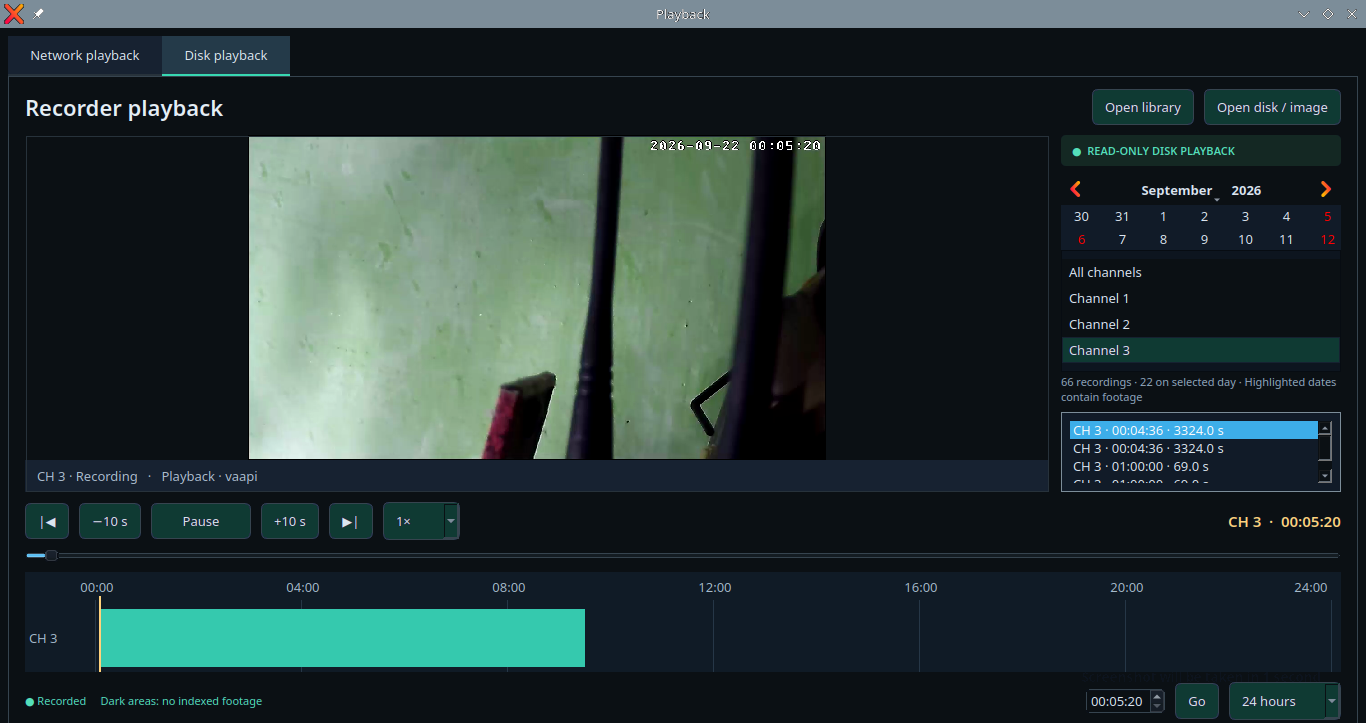 Playback
Network playback
Disk playback
Recorder playback
Open library
Open disk / image
2026-09-22 00:05:20
READ-ONLY DISK PLAYBACK
September 2026
30 31 1 2 3 4 5
6 7 8 9 10 11 12
All channels
Channel 1
Channel 2
Channel 3
66 recordings · 22 on selected day · Highlighted dates
contain footage
CH 3 · 00:04:36 · 3324.0 s
CH 3 · 00:04:36 · 3324.0 s
CH 3 · 01:00:00 · 69.0 s
CH 3 · Recording · Playback · vaapi
−10 s
Pause
+10 s
1×
CH 3 · 00:05:20
00:00 04:00 08:00 12:00 16:00 20:00 24:00
CH 3
Recorded
Dark areas: no indexed footage
00:05:20
Go
24 hours